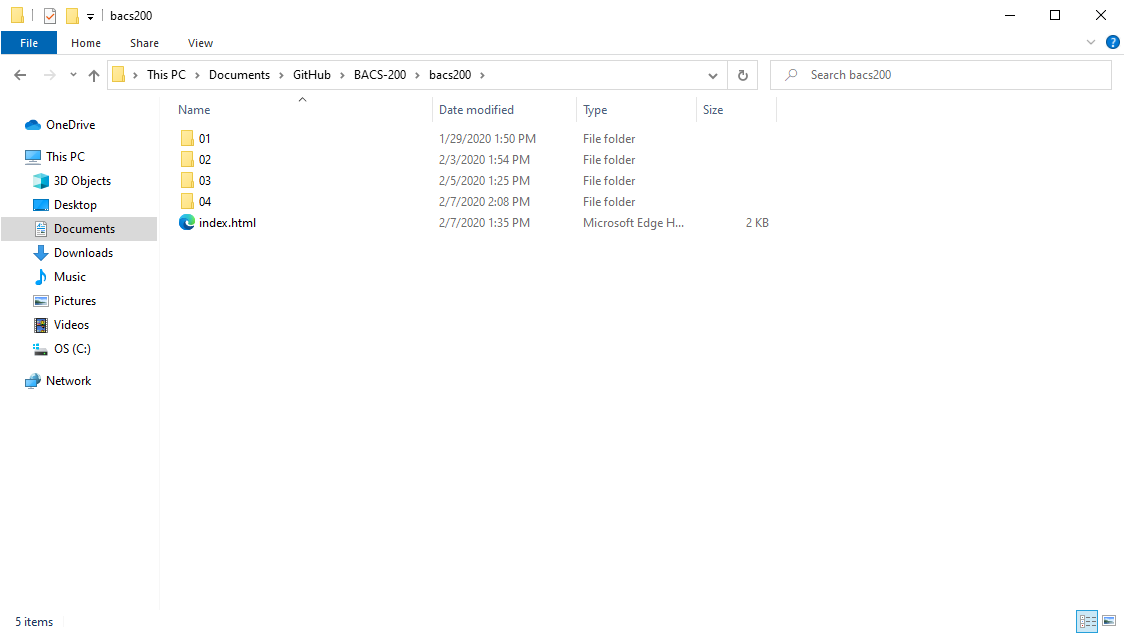 bacs200
File Home Share View
This PC Documents GitHub BACS-200 bacs200 Search bacs200
Name Date modified Type Size
OneDrive
This PC
3D Objects
Desktop
Documents
Downloads
Music
Pictures
Videos
OS (C:)
Network
01 1/29/2020 1:50 PM File folder
02 2/3/2020 1:54 PM File folder
03 2/5/2020 1:25 PM File folder
04 2/7/2020 2:08 PM File folder
index.html 2/7/2020 1:35 PM Microsoft Edge H... 2 KB
5 items